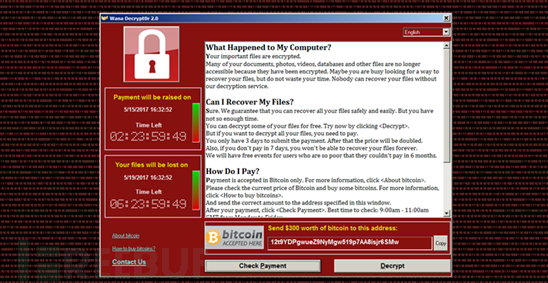 Wana Decrypt0r 2.0
English
What Happened to My Computer?
Your important files are encrypted.
Many of your documents, photos, videos, databases and other files are no longer
accessible because they have been encrypted. Maybe you are busy looking for a way to
recover your files, but do not waste your time. Nobody can recover your files without
our decryption service.
Can I Recover My Files?
Sure. We guarantee that you can recover all your files safely and easily. But you have
not so enough time.
You can decrypt some of your files for free. Try now by clicking <Decrypt>.
But if you want to decrypt all your files, you need to pay.
You only have 3 days to submit the payment. After that the price will be doubled.
Also, if you don't pay in 7 days, you won't be able to recover your files forever.
We will have free events for users who are so poor that they couldn't pay in 6 months.
How Do I Pay?
Payment is accepted in Bitcoin only. For more information, click <About bitcoin>.
Please check the current price of Bitcoin and buy some bitcoins. For more information,
click <How to buy bitcoins>.
And send the correct amount to the address specified in this window.
After your payment, click <Check Payment>. Best time to check: 9:00am - 11:00am
Payment will be raised on
5/15/2017 16:32:52
Time Left
02:23:59:49
Your files will be lost on
5/19/2017 16:32:52
Time Left
06:23:59:49
About bitcoin
How to buy bitcoins?
Contact Us
bitcoin
ACCEPTED HERE
Send $300 worth of bitcoin to this address:
Copy
Check Payment
Decrypt